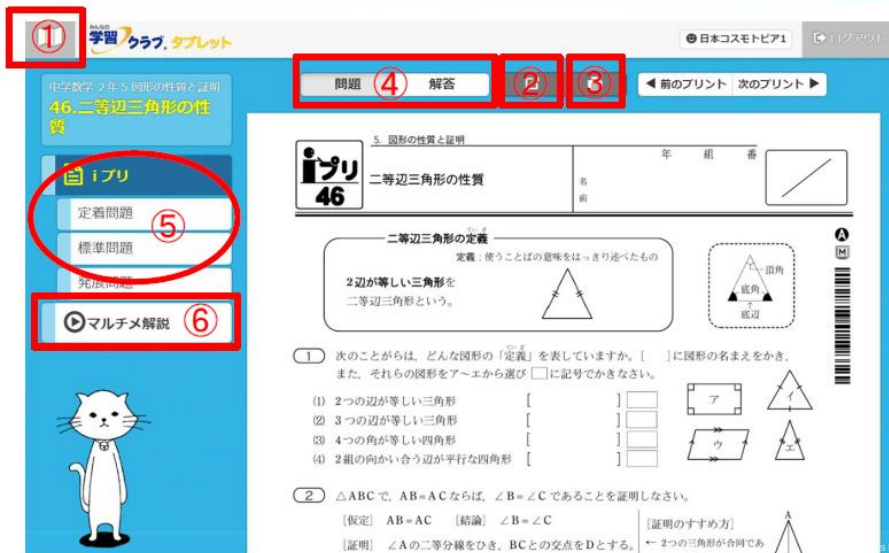 ①
みんなの
学習クラブ タブレット
日本コスモトピア1
ログアウト
中学数学 2年 5 図形の性質と証明
46.二等辺三角形の性
質
iプリ
定着問題
⑤
標準問題
発展問題
マルチメ解説 ⑥
問題 ④ 解答 ② ③ ◀ 前のプリント 次のプリント ▶
5. 図形の性質と証明
iプリ
46
二等辺三角形の性質
年 組 番
名
前
二等辺三角形の定義
ていぎ
定義：使うことばの意味をはっきり述べたもの
2辺が等しい三角形を
二等辺三角形という。
頂角
底角
↑
底辺
A
M
1 次のことがらは，どんな図形の「定義」を表していますか。[ ]に図形の名まえをかき，
ていぎ
また，それらの図形をア～エから選び □に記号でかきなさい。
(1) 2つの辺が等しい三角形 [ ]
(2) 3つの辺が等しい三角形 [ ]
(3) 4つの角が等しい四角形 [ ]
(4) 2組の向かい合う辺が平行な四角形 [ ]
ア
イ
ウ
エ
2 △ABCで，AB=ACならば，∠B=∠Cであることを証明しなさい。
[仮定] AB=AC [結論] ∠B=∠C
[証明] ∠Aの二等分線をひき，BCとの交点をDとする。
[証明のすすめ方]
← 2つの三角形が合同であ
A